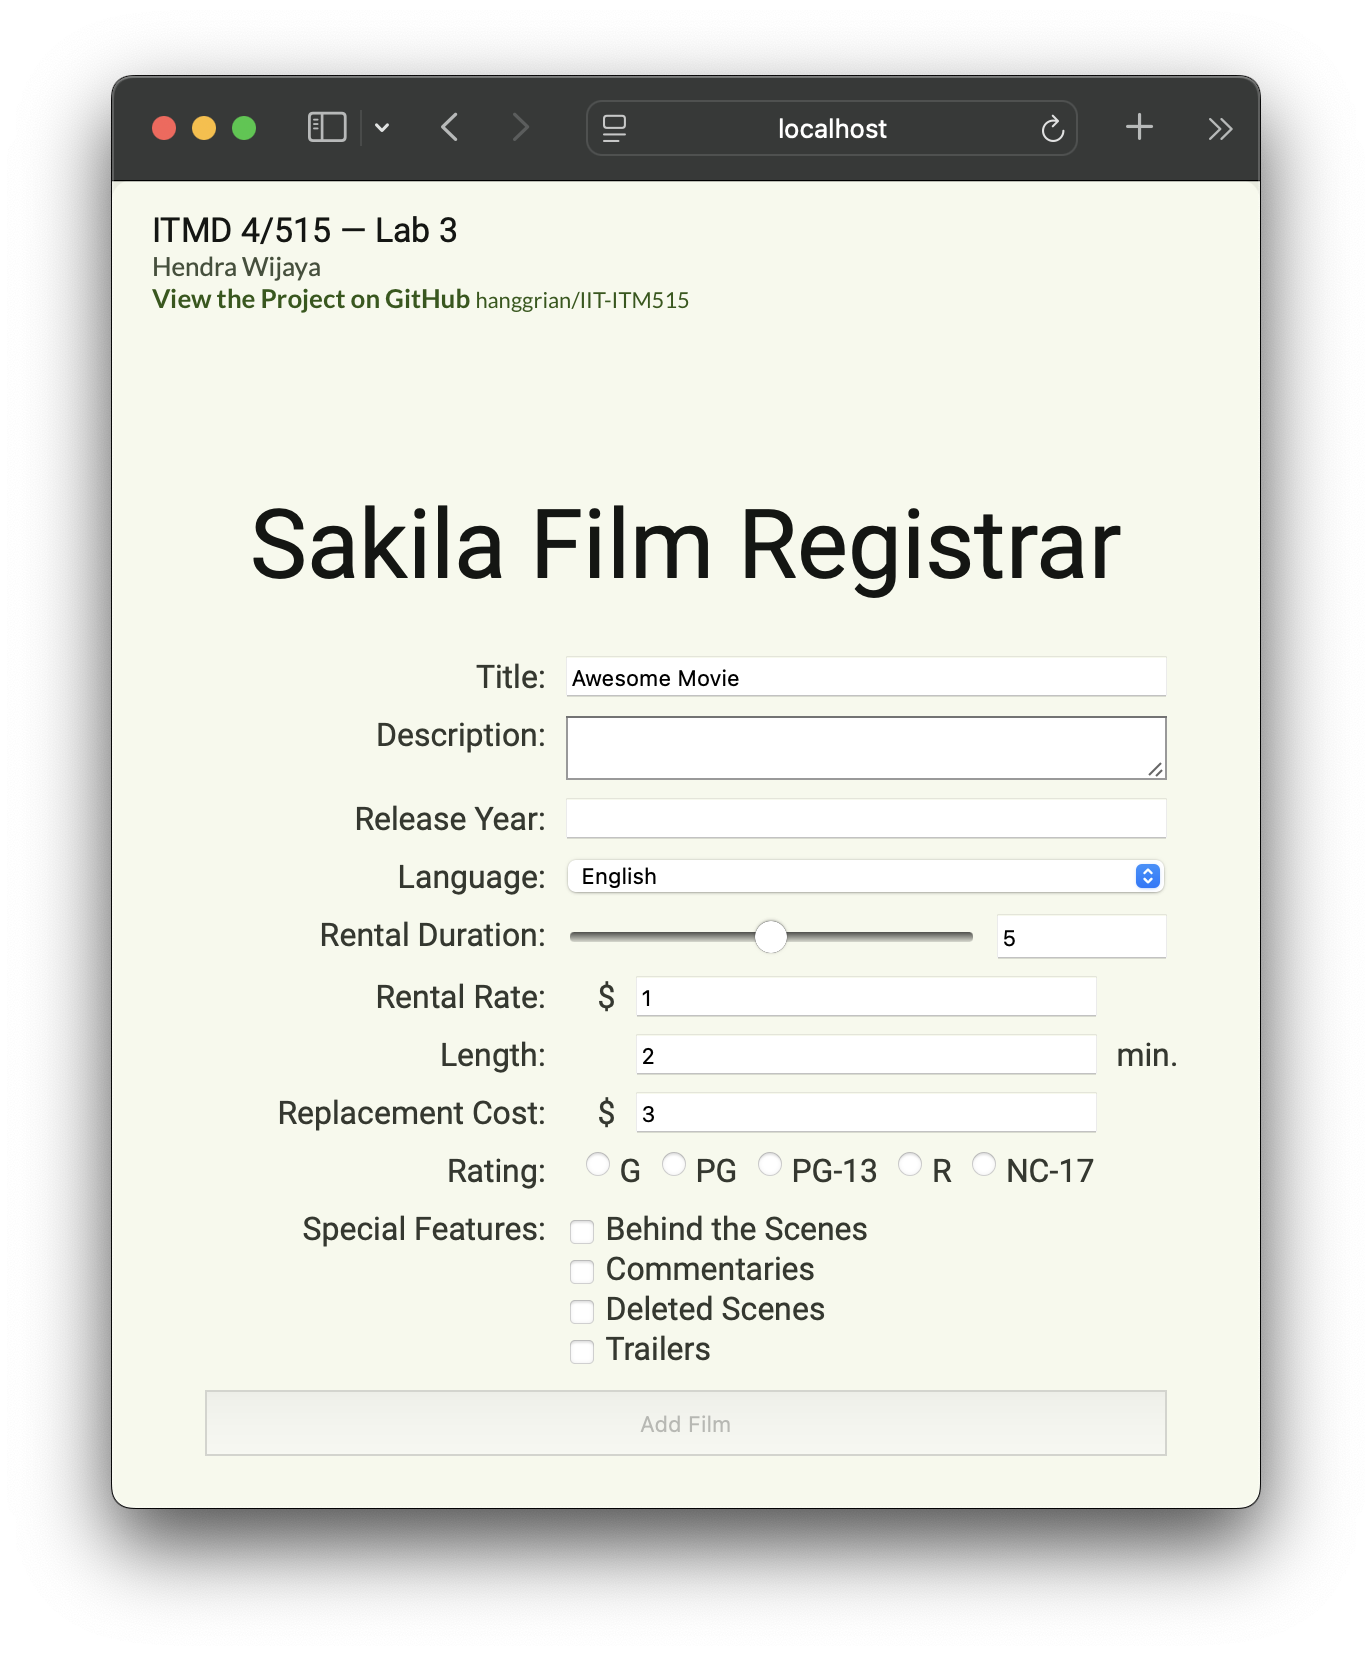 localhost
ITMD 4/515 — Lab 3
Hendra Wijaya
View the Project on GitHub hanggrian/IIT-ITM515
Sakila Film Registrar
Title: Awesome Movie
Description:
Release Year:
Language: English
Rental Duration: 5
Rental Rate: $ 1
Length: 2 min.
Replacement Cost: $ 3
Rating: G PG PG-13 R NC-17
Special Features: Behind the Scenes
Commentaries
Deleted Scenes
Trailers
Add Film